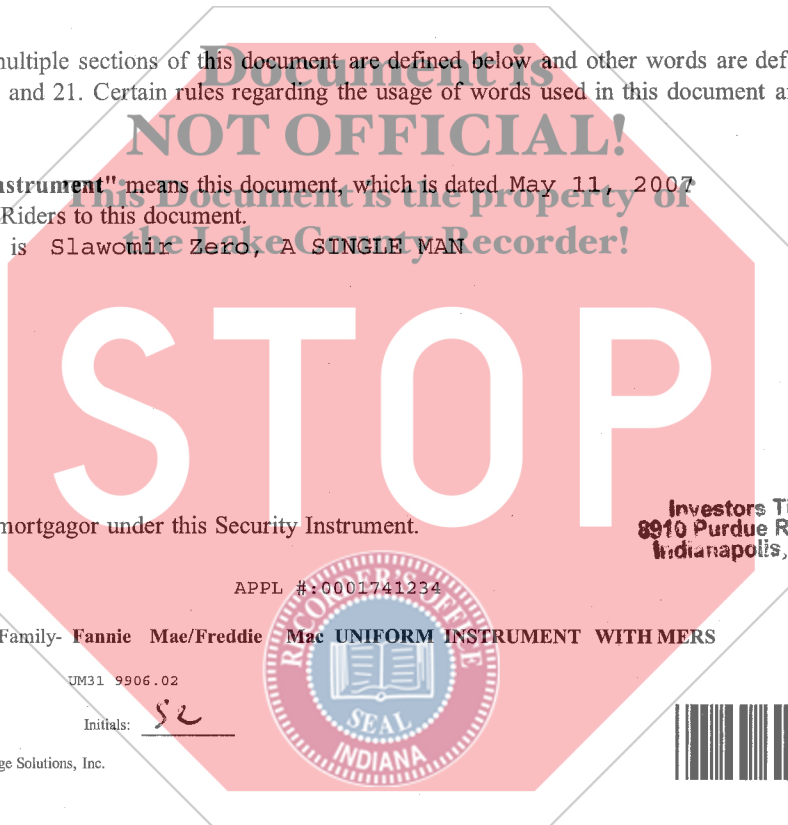 Document is
multiple sections of this document are defined below and other words are def
and 21. Certain rules regarding the usage of words used in this document a
NOT OFFICIAL!
nstrument" means this document, which is dated May 11, 2007
This Document is the property of
Riders to this document.
the Lake County Recorder!
is Slawomir Zero, A SINGLE MAN
STOP
Investors Ti
mortgagor under this Security Instrument.
8910 Purdue R
Indianapolis,
APPL #:0001741234
RECORDER'S OFFICE
Family- Fannie Mae/Freddie Mac UNIFORM INSTRUMENT WITH MERS
UM31 9906.02
Initials: SZ
SEAL
INDIANA
ge Solutions, Inc.